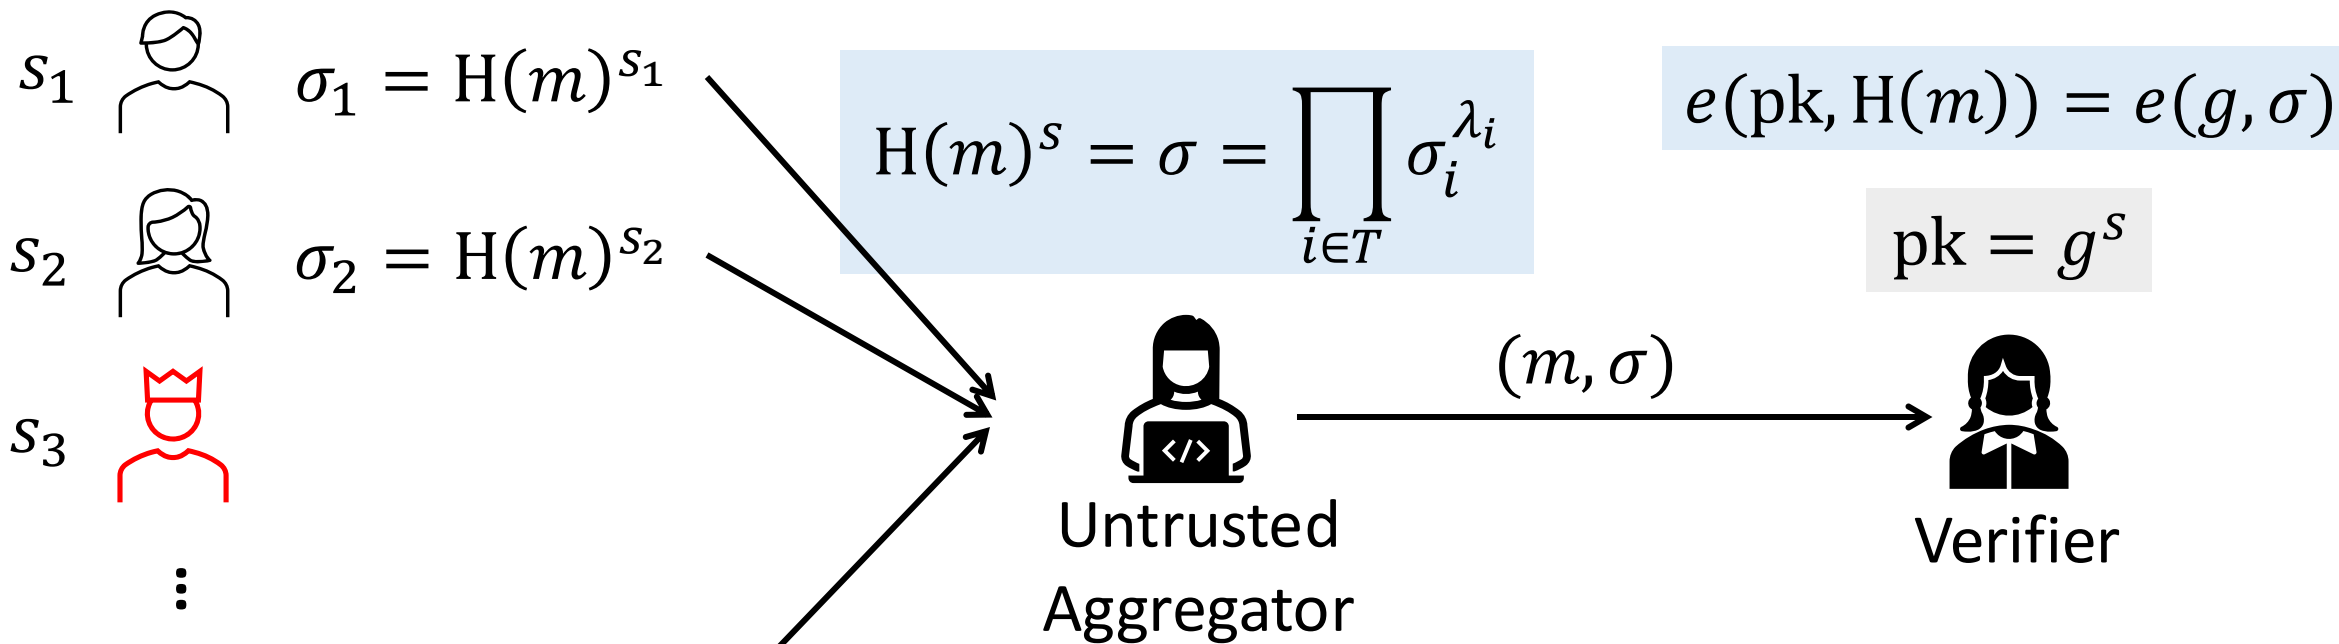 s₁ σ₁ = H(m)^{s₁}
H(m)^s = σ = ∏_{i∈T} σ_i^{λ_i}
e(pk, H(m)) = e(g, σ)
pk = g^s
s₂ σ₂ = H(m)^{s₂}
s₃
(m, σ)
⋮
</>
Untrusted
Aggregator
Verifier